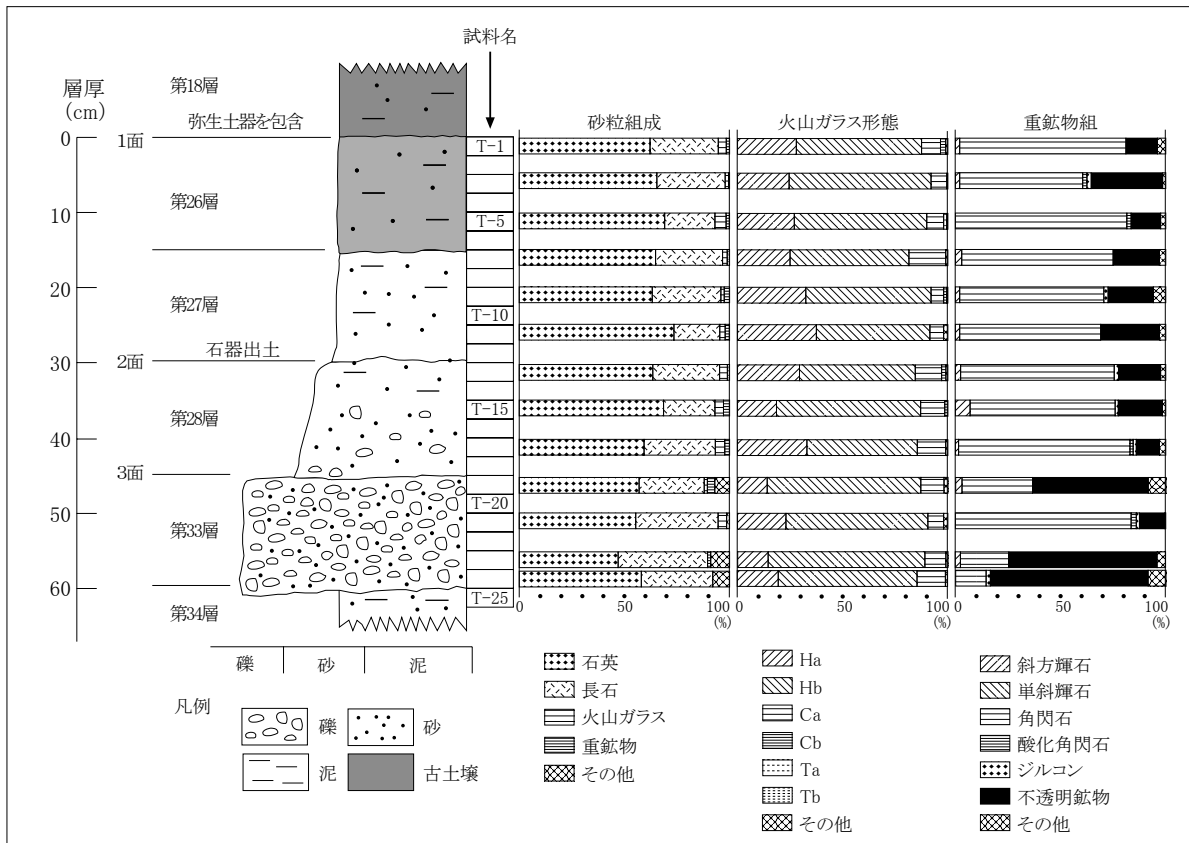 試料名
層厚
(cm)
第18層
弥生土器を包含
砂粒組成
火山ガラス形態
重鉱物組
0
1面
T-1
第26層
10
T-5
20
第27層
T-10
石器出土
30
2面
T-15
第28層
40
3面
T-20
50
第33層
60
第34層
T-25
0 50 100
(%)
0 50 100
(%)
0 50 100
(%)
礫 砂 泥
凡例
礫 砂
泥 古土壌
石英
長石
火山ガラス
重鉱物
その他
Ha
Hb
Ca
Cb
Ta
Tb
その他
斜方輝石
単斜輝石
角閃石
酸化角閃石
ジルコン
不透明鉱物
その他